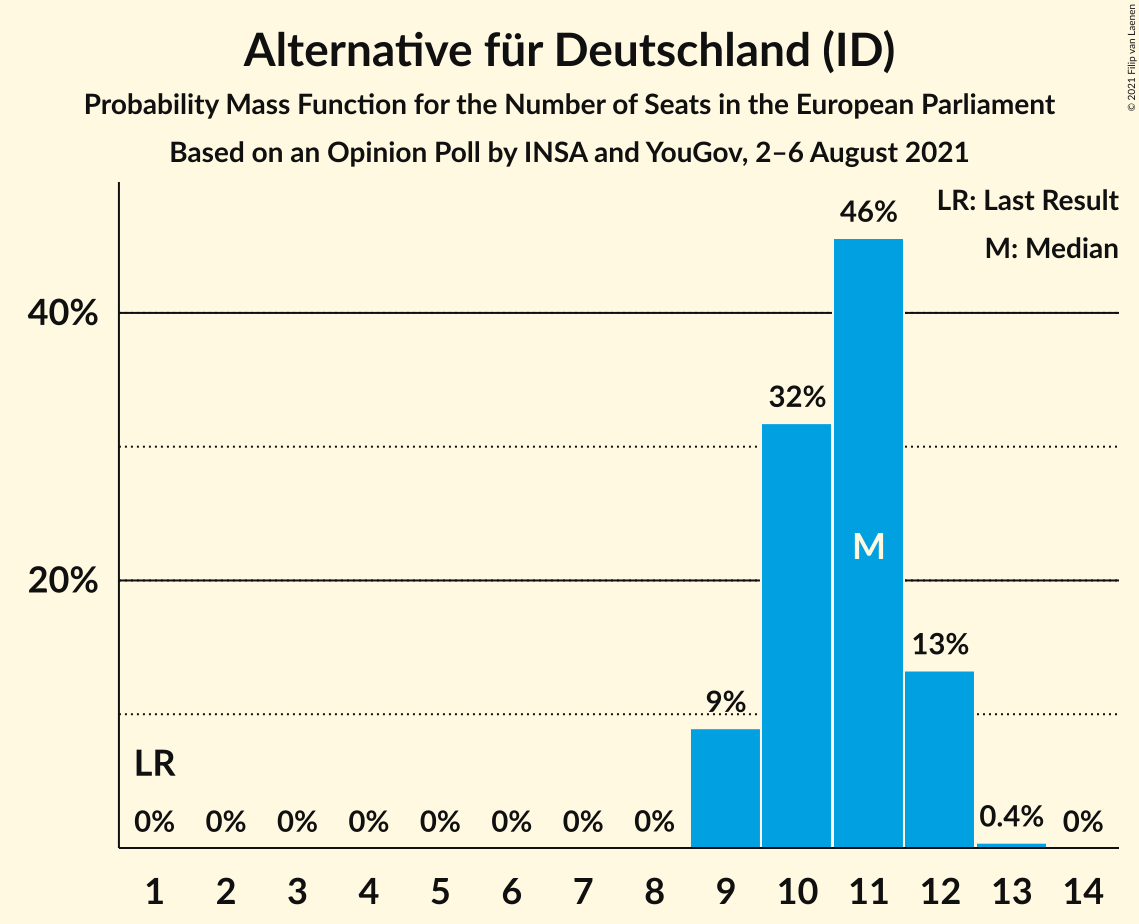 Alternative für Deutschland (ID)
Probability Mass Function for the Number of Seats in the European Parliament
Based on an Opinion Poll by INSA and YouGov, 2–6 August 2021
© 2021 Filip van Laenen
LR: Last Result
M: Median
46%
40%
32%
M
20%
13%
9%
LR
0% 0% 0% 0% 0% 0% 0% 0% 0.4% 0%
1 2 3 4 5 6 7 8 9 10 11 12 13 14